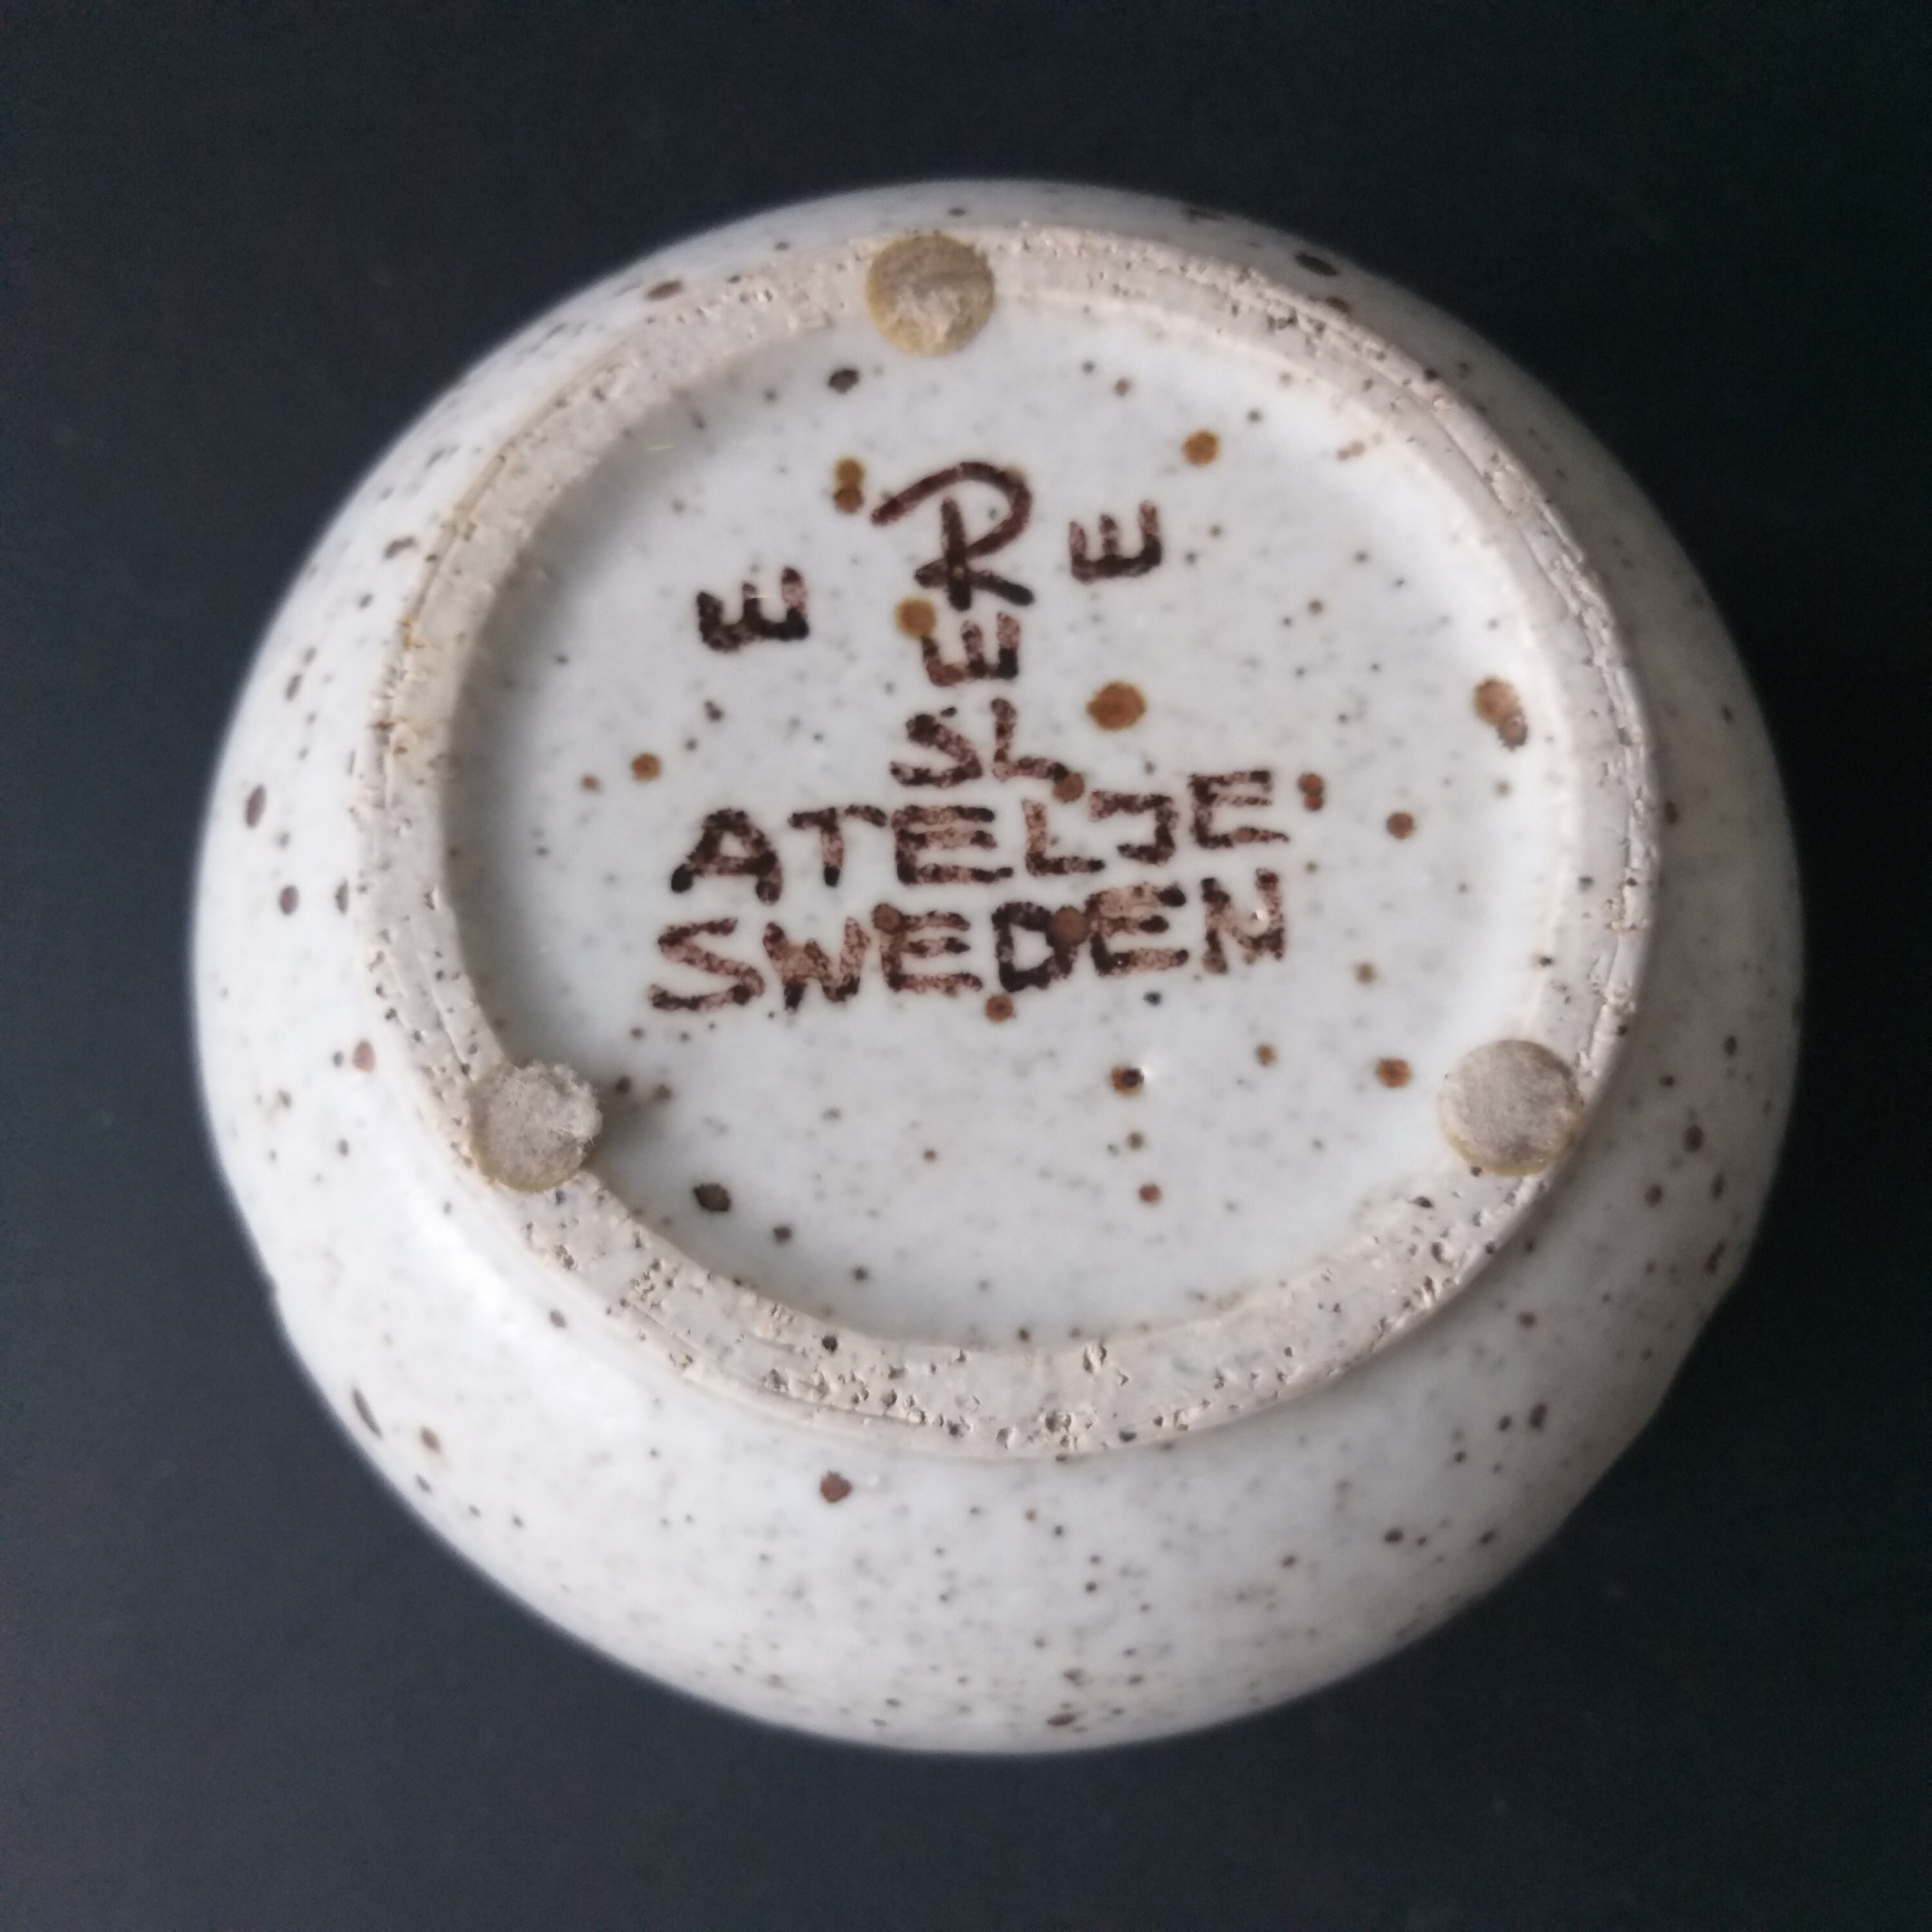 R
SL
ATELJE
SWEDEN